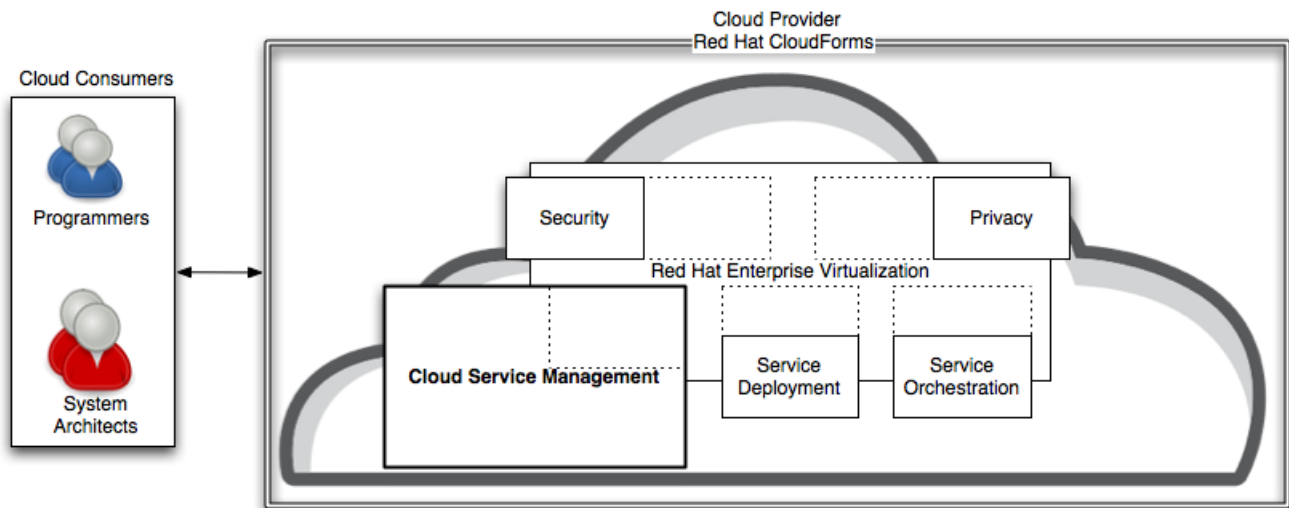 Cloud Provider
Red Hat CloudForms
Cloud Consumers
Programmers
System
Architects
Security
Privacy
Red Hat Enterprise Virtualization
Cloud Service Management
Service
Deployment
Service
Orchestration